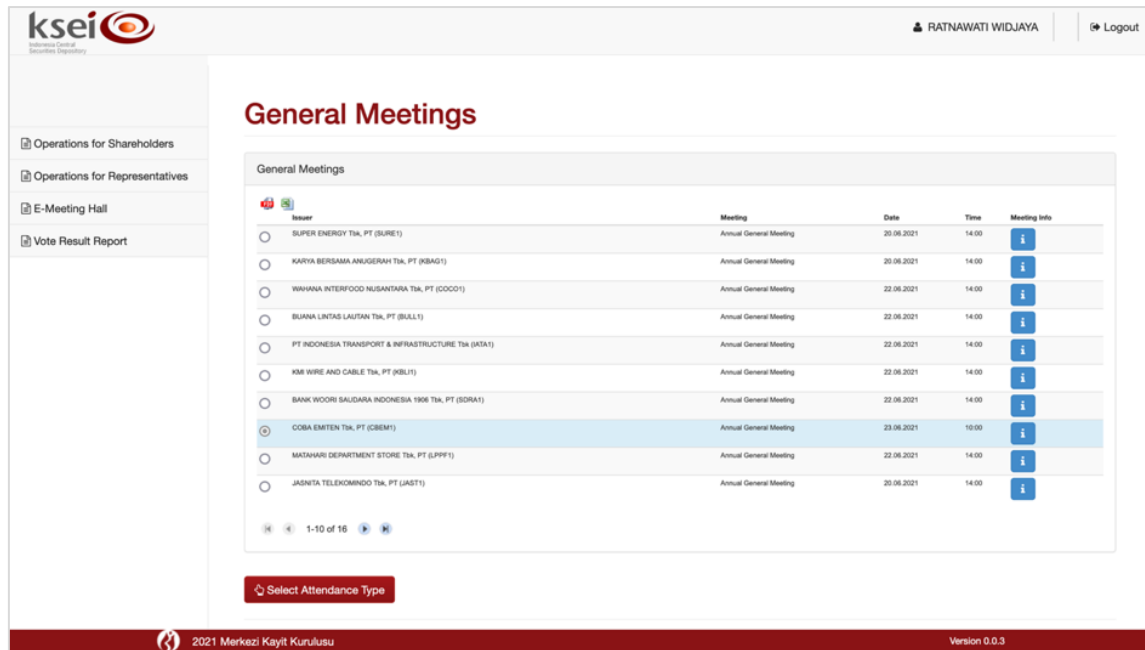 ksei
Indonesia Central
Securities Depository
RATNAWATI WIDJAYA
Logout
Operations for Shareholders
Operations for Representatives
E-Meeting Hall
Vote Result Report
General Meetings
General Meetings
Issuer Meeting Date Time Meeting Info
SUPER ENERGY Tbk, PT (SURE1) Annual General Meeting 20.06.2021 14:00
KARYA BERSAMA ANUGERAH Tbk, PT (KBAG1) Annual General Meeting 20.06.2021 14:00
WAHANA INTERFOOD NUSANTARA Tbk, PT (COCO1) Annual General Meeting 22.06.2021 14:00
BUANA LINTAS LAUTAN Tbk, PT (BULL1) Annual General Meeting 22.06.2021 14:00
PT INDONESIA TRANSPORT & INFRASTRUCTURE Tbk (IATA1) Annual General Meeting 22.06.2021 14:00
KMI WIRE AND CABLE Tbk, PT (KBLI1) Annual General Meeting 22.06.2021 14:00
BANK WOORI SAUDARA INDONESIA 1906 Tbk, PT (SDRA1) Annual General Meeting 22.06.2021 14:00
COBA EMITEN Tbk, PT (CBEM1) Annual General Meeting 23.06.2021 10:00
MATAHARI DEPARTMENT STORE Tbk, PT (LPPF1) Annual General Meeting 22.06.2021 14:00
JASNITA TELEKOMINDO Tbk, PT (JAST1) Annual General Meeting 20.06.2021 14:00
1-10 of 16
Select Attendance Type
2021 Merkezi Kayit Kurulusu
Version 0.0.3